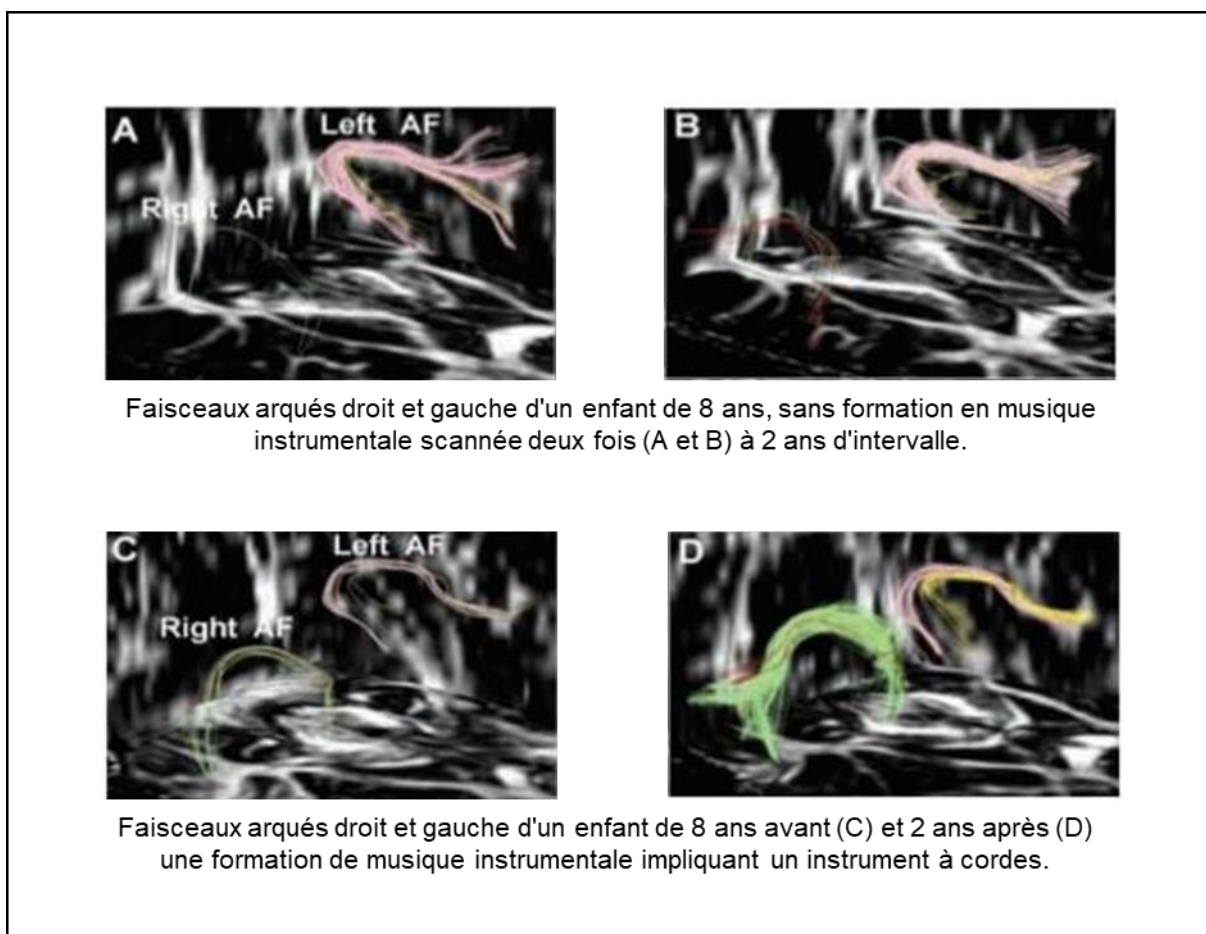 A
Left AF
Right AF
B
Faisceaux arqués droit et gauche d'un enfant de 8 ans, sans formation en musique
instrumentale scannée deux fois (A et B) à 2 ans d'intervalle.
C
Left AF
Right AF
D
Faisceaux arqués droit et gauche d'un enfant de 8 ans avant (C) et 2 ans après (D)
une formation de musique instrumentale impliquant un instrument à cordes.